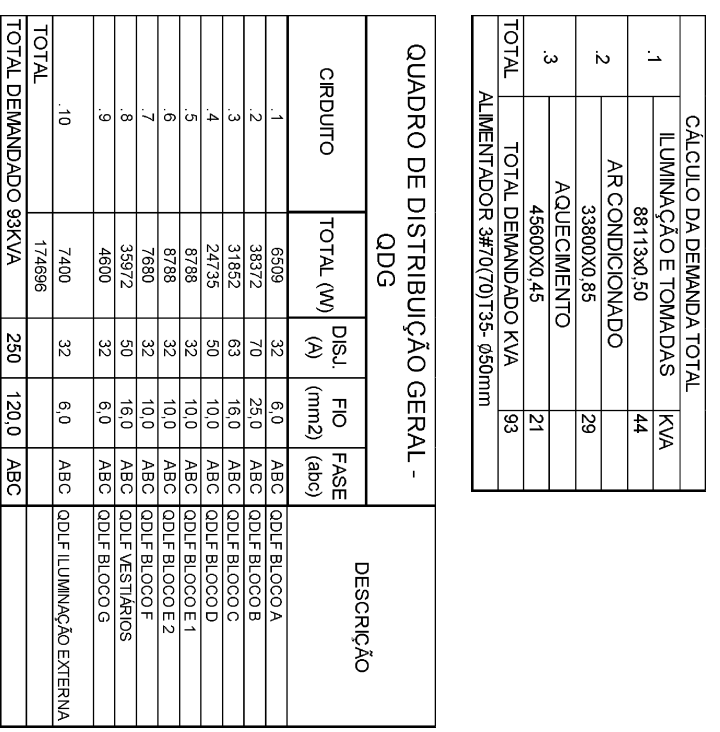 CÁLCULO DA DEMANDA TOTAL
ILUMINAÇÃO E TOMADAS KVA
.1 88113x0,50 44
AR CONDICIONADO
.2 33800X0,85 29
AQUECIMENTO
.3 45600X0,45 21
TOTAL TOTAL DEMANDADO KVA 93
ALIMENTADOR 3#70(70)T35- Ø50mm
QUADRO DE DISTRIBUIÇÃO GERAL -
QDG
DESCRIÇÃO
CIRDUITO TOTAL (W) DISJ. (A) FIO (mm2) FASE (abc)
.1 6509 32 6,0 ABC QDLF BLOCO A
.2 38372 70 25,0 ABC QDLF BLOCO B
.3 31852 63 16,0 ABC QDLF BLOCO C
.4 24735 50 10,0 ABC QDLF BLOCO D
.5 8788 32 10,0 ABC QDLF BLOCO E 1
.6 8788 32 10,0 ABC QDLF BLOCO E 2
.7 7680 32 10,0 ABC QDLF BLOCO F
.8 35972 50 16,0 ABC QDLF VESTIÁRIOS
.9 4600 32 6,0 ABC QDLF BLOCO G
.10 7400 32 6,0 ABC QDLF ILUMINAÇÃO EXTERNA
TOTAL 174696
TOTAL DEMANDADO 93KVA 250 120,0 ABC